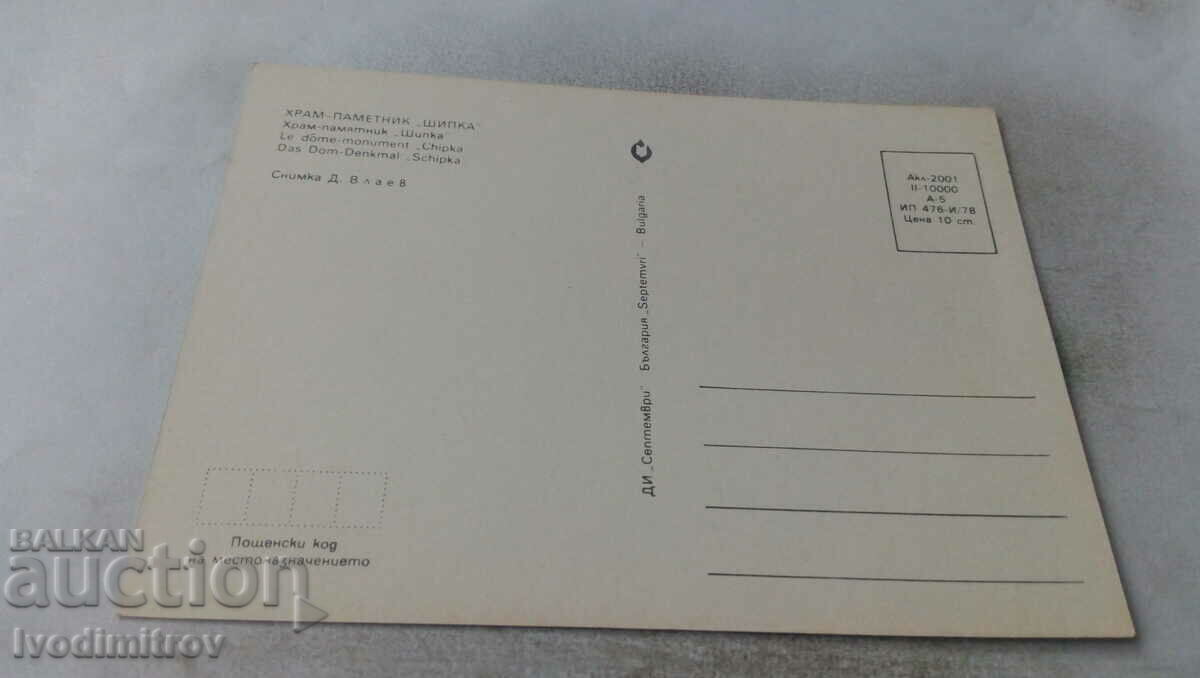 ХРАМ-ПАМЕТНИК „ШИПКА"
Храм-памятник „Шипка"
Le dôme-monument „Chipka
Das Dom-Denkmal „Schipka
Снимка Д. Влаев
Акл-2001
II-10000
А-5
ИП 476-И/78
Цена 10 ст.
ДИ „Септември" България „Septemvri" – Bulgaria
Пощенски код
на местоназначението
BALKAN
auction
Ivodimitrov